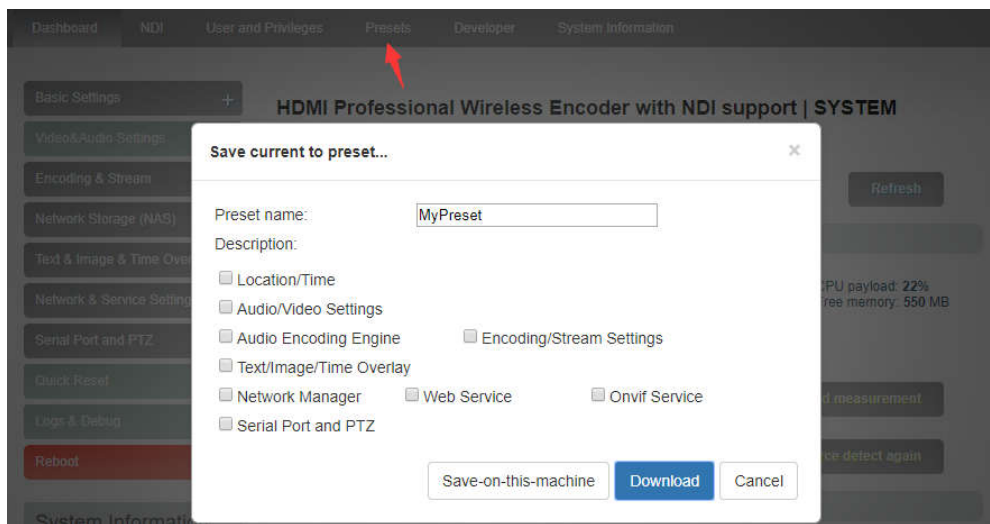 Dashboard NDI User and Privileges Presets Developer System Information
Basic Settings +
HDMI Professional Wireless Encoder with NDI support | SYSTEM
Video&Audio Settings
Save current to preset... ×
Encoding & Stream
Refresh
Network Storage (NAS)
Preset name: MyPreset
Description:
Text & Image & Time Over
Location/Time
CPU payload: 22%
Network & Service Setting
Audio/Video Settings
ree memory: 550 MB
Serial Port and PTZ
Audio Encoding Engine Encoding/Stream Settings
Text/Image/Time Overlay
Quick Reset
Network Manager Web Service Onvif Service
d measurement
Logs & Debug
Serial Port and PTZ
Reboot
rce detect again
Save-on-this-machine Download Cancel
System Informati